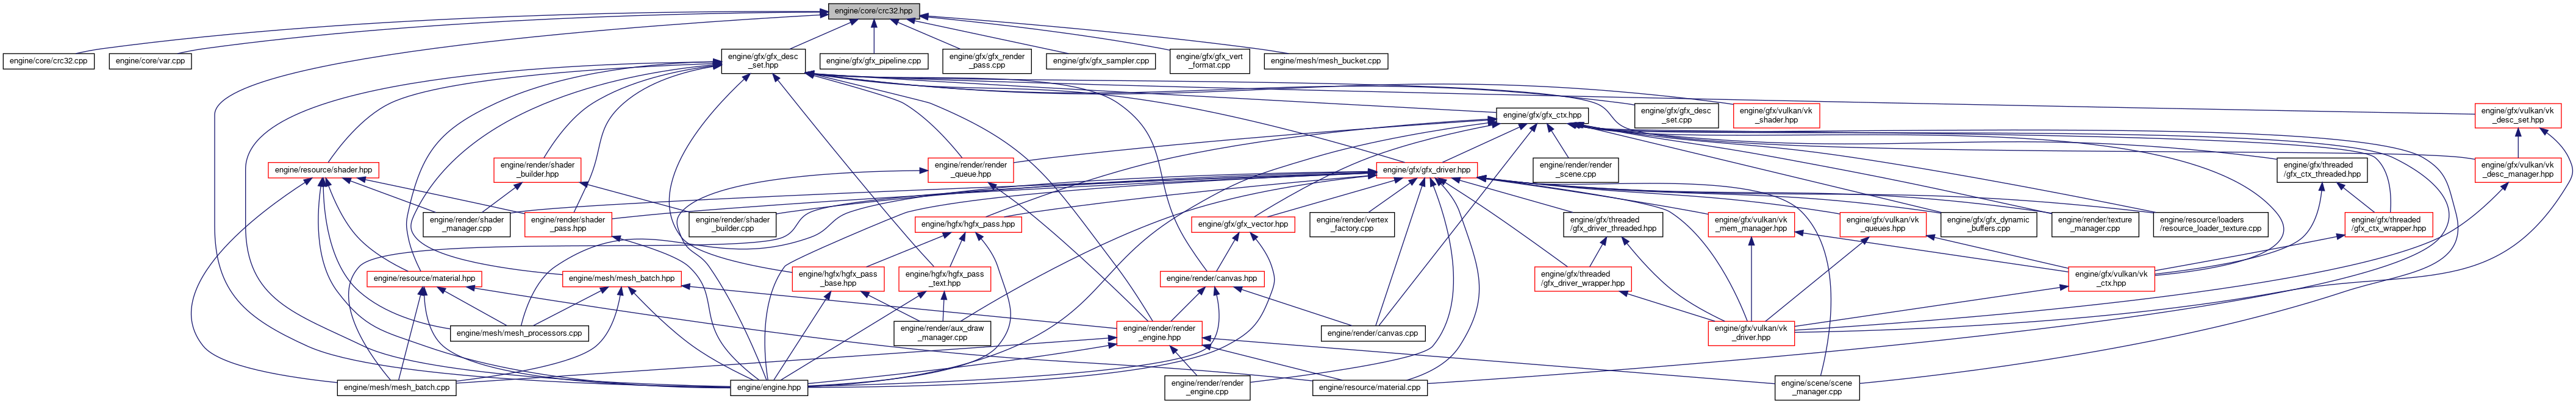 engine/core/crc32.hpp
engine/core/crc32.cpp
engine/core/var.cpp
engine/gfx/gfx_desc
_set.hpp
engine/gfx/gfx_pipeline.cpp
engine/gfx/gfx_render
_pass.cpp
engine/gfx/gfx_sampler.cpp
engine/gfx/gfx_vert
_format.cpp
engine/mesh/mesh_bucket.cpp
engine/gfx/gfx_ctx.hpp
engine/gfx/gfx_desc
_set.cpp
engine/gfx/vulkan/vk
_shader.hpp
engine/gfx/vulkan/vk
_desc_set.hpp
engine/resource/shader.hpp
engine/render/shader
_builder.hpp
engine/render/render
_queue.hpp
engine/gfx/gfx_driver.hpp
engine/render/render
_scene.cpp
engine/gfx/threaded
/gfx_ctx_threaded.hpp
engine/gfx/vulkan/vk
_desc_manager.hpp
engine/render/shader
_manager.cpp
engine/render/shader
_pass.hpp
engine/render/shader
_builder.cpp
engine/hgfx/hgfx_pass.hpp
engine/gfx/gfx_vector.hpp
engine/render/vertex
_factory.cpp
engine/gfx/threaded
/gfx_driver_threaded.hpp
engine/gfx/vulkan/vk
_mem_manager.hpp
engine/gfx/vulkan/vk
_queues.hpp
engine/gfx/gfx_dynamic
_buffers.cpp
engine/render/texture
_manager.cpp
engine/resource/loaders
/resource_loader_texture.cpp
engine/gfx/threaded
/gfx_ctx_wrapper.hpp
engine/resource/material.hpp
engine/mesh/mesh_batch.hpp
engine/hgfx/hgfx_pass
_base.hpp
engine/hgfx/hgfx_pass
_text.hpp
engine/render/canvas.hpp
engine/gfx/threaded
/gfx_driver_wrapper.hpp
engine/gfx/vulkan/vk
_ctx.hpp
engine/mesh/mesh_processors.cpp
engine/render/aux_draw
_manager.cpp
engine/render/render
_engine.hpp
engine/render/canvas.cpp
engine/gfx/vulkan/vk
_driver.hpp
engine/mesh/mesh_batch.cpp
engine/engine.hpp
engine/render/render
_engine.cpp
engine/resource/material.cpp
engine/scene/scene
_manager.cpp